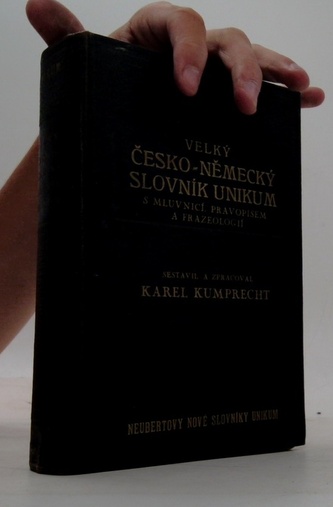 VELKÝ
ČESKO-NĚMECKÝ
SLOVNÍK UNIKUM
S MLUVNICÍ, PRAVOPISEM
A FRAZEOLOGIÍ
SESTAVIL A ZPRACOVAL
KAREL KUMPRECHT
NEUBERTOVY NOVÉ SLOVNÍKY UNIKUM